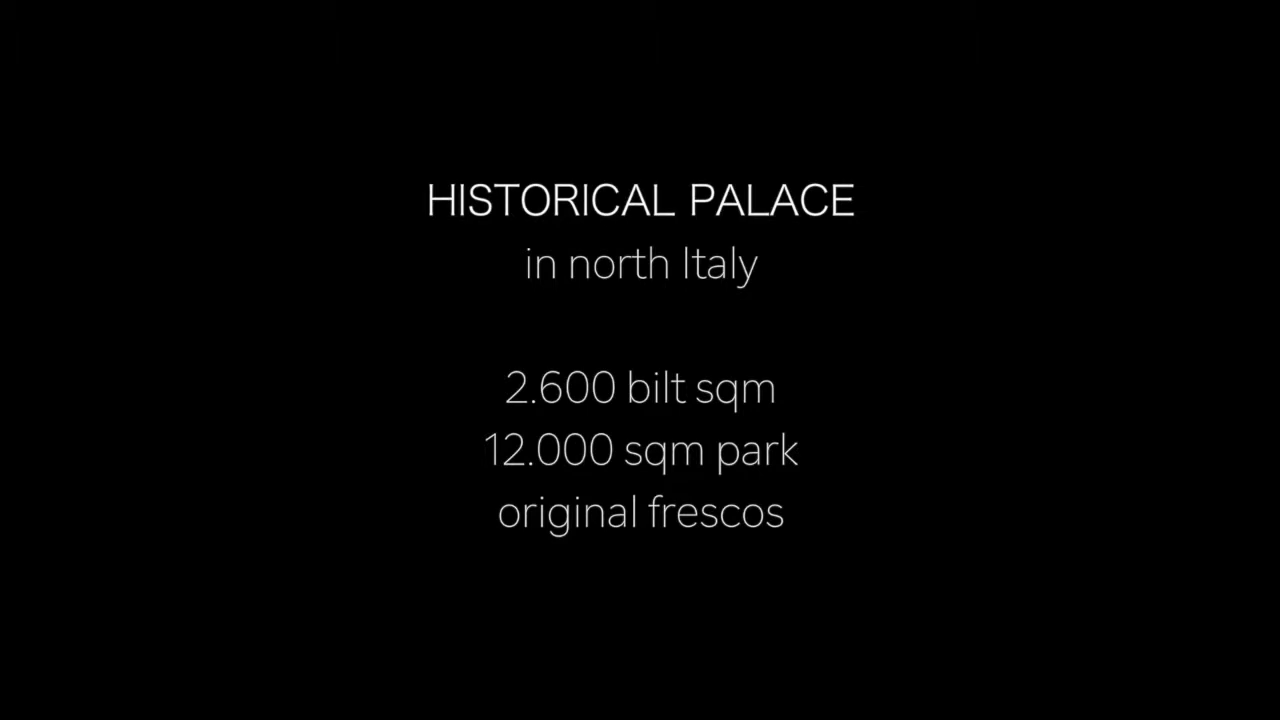 HISTORICAL PALACE
in north Italy
2.600 bilt sqm
12.000 sqm park
original frescos